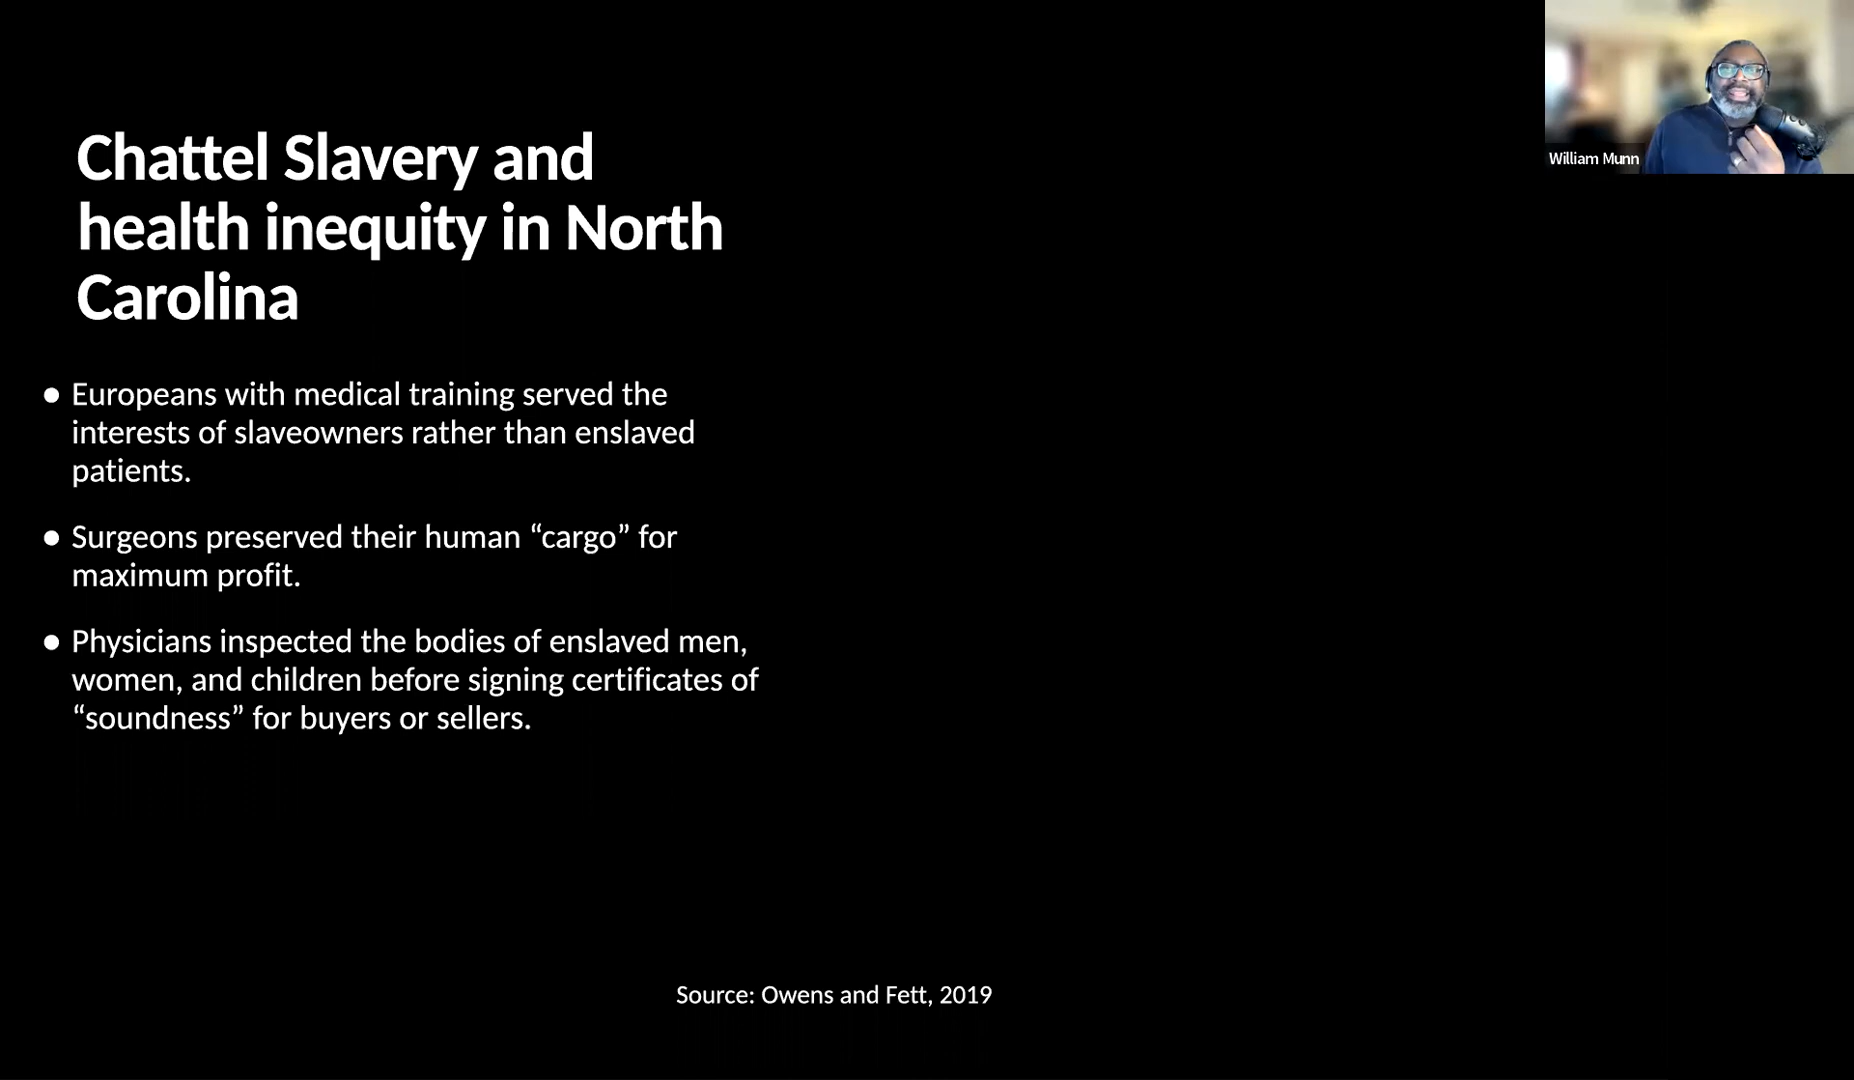 Chattel Slavery and
health inequity in North
Carolina
● Europeans with medical training served the
interests of slaveowners rather than enslaved
patients.
● Surgeons preserved their human “cargo” for
maximum profit.
● Physicians inspected the bodies of enslaved men,
women, and children before signing certificates of
“soundness” for buyers or sellers.
Source: Owens and Fett, 2019
William Munn